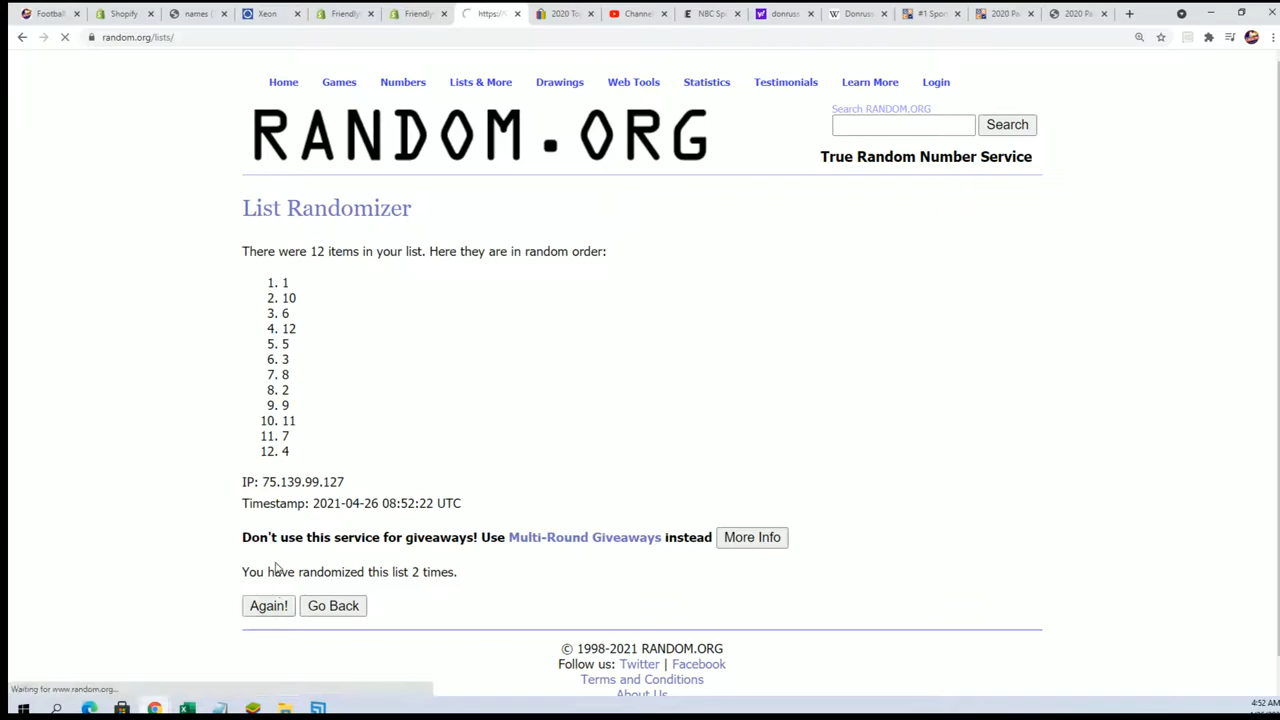 Football
Shopify
names (
Xeon
Friendly
Friendly
https://
2020 To
Channel
NBC Sp
donruss
Donruss
#1 Spor
2020 Pa
2020 Pa
random.org/lists/
Home Games Numbers Lists & More Drawings Web Tools Statistics Testimonials Learn More Login
RANDOM.ORG
Search RANDOM.ORG
Search
True Random Number Service
List Randomizer
There were 12 items in your list. Here they are in random order:
1. 1
2. 10
3. 6
4. 12
5. 5
6. 3
7. 8
8. 2
9. 9
10. 11
11. 7
12. 4
IP: 75.139.99.127
Timestamp: 2021-04-26 08:52:22 UTC
Don't use this service for giveaways! Use Multi-Round Giveaways instead More Info
You have randomized this list 2 times.
Again! Go Back
© 1998-2021 RANDOM.ORG
Follow us: Twitter | Facebook
Terms and Conditions
About Us
Waiting for www.random.org...
4:52 AM